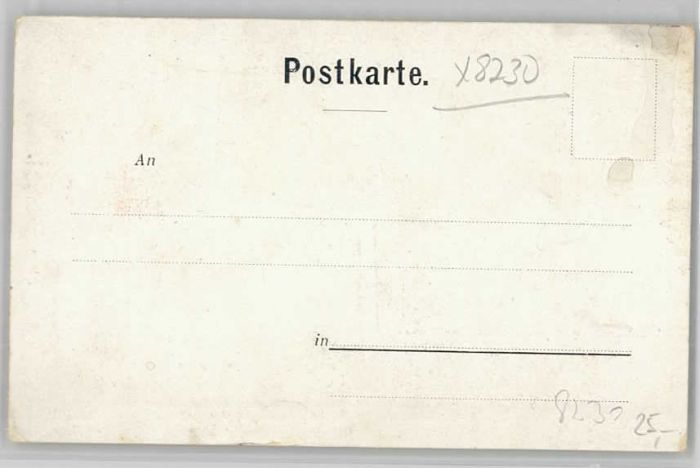 Postkarte. x8230
An
in
8230 25,-